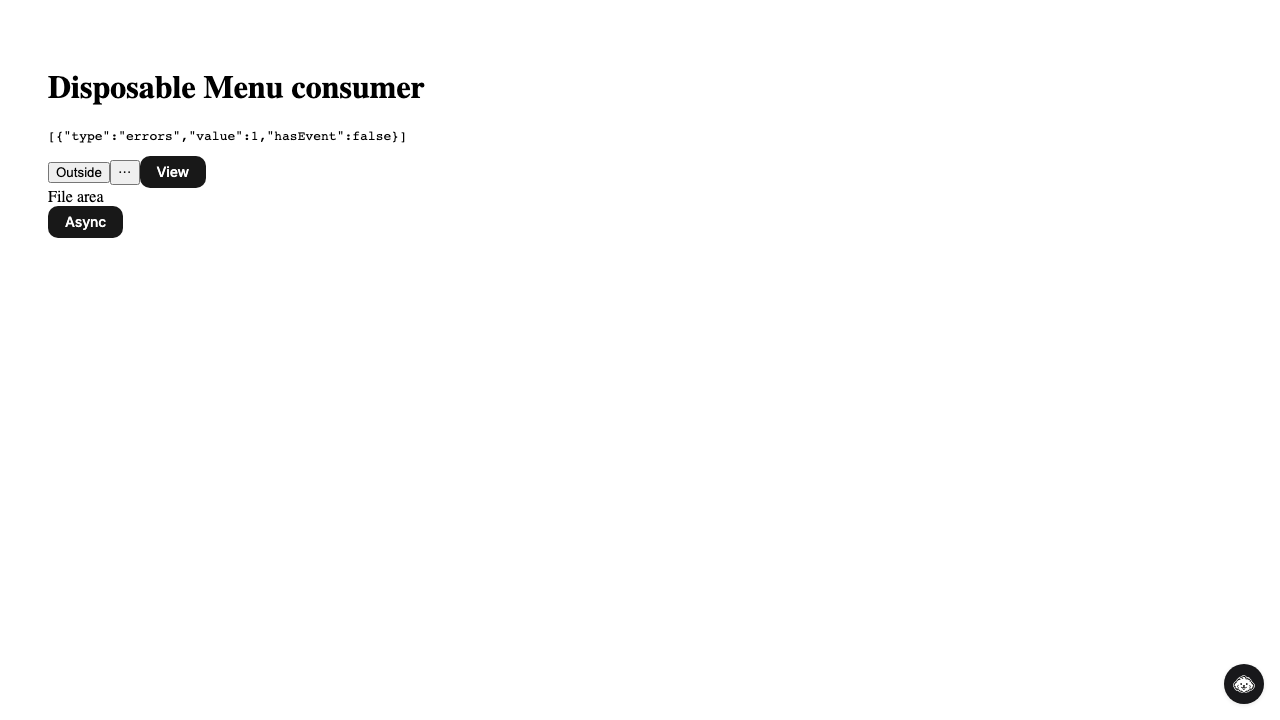 Disposable Menu consumer
[{"type":"errors","value":1,"hasEvent":false}]
Outside ··· View
File area
Async